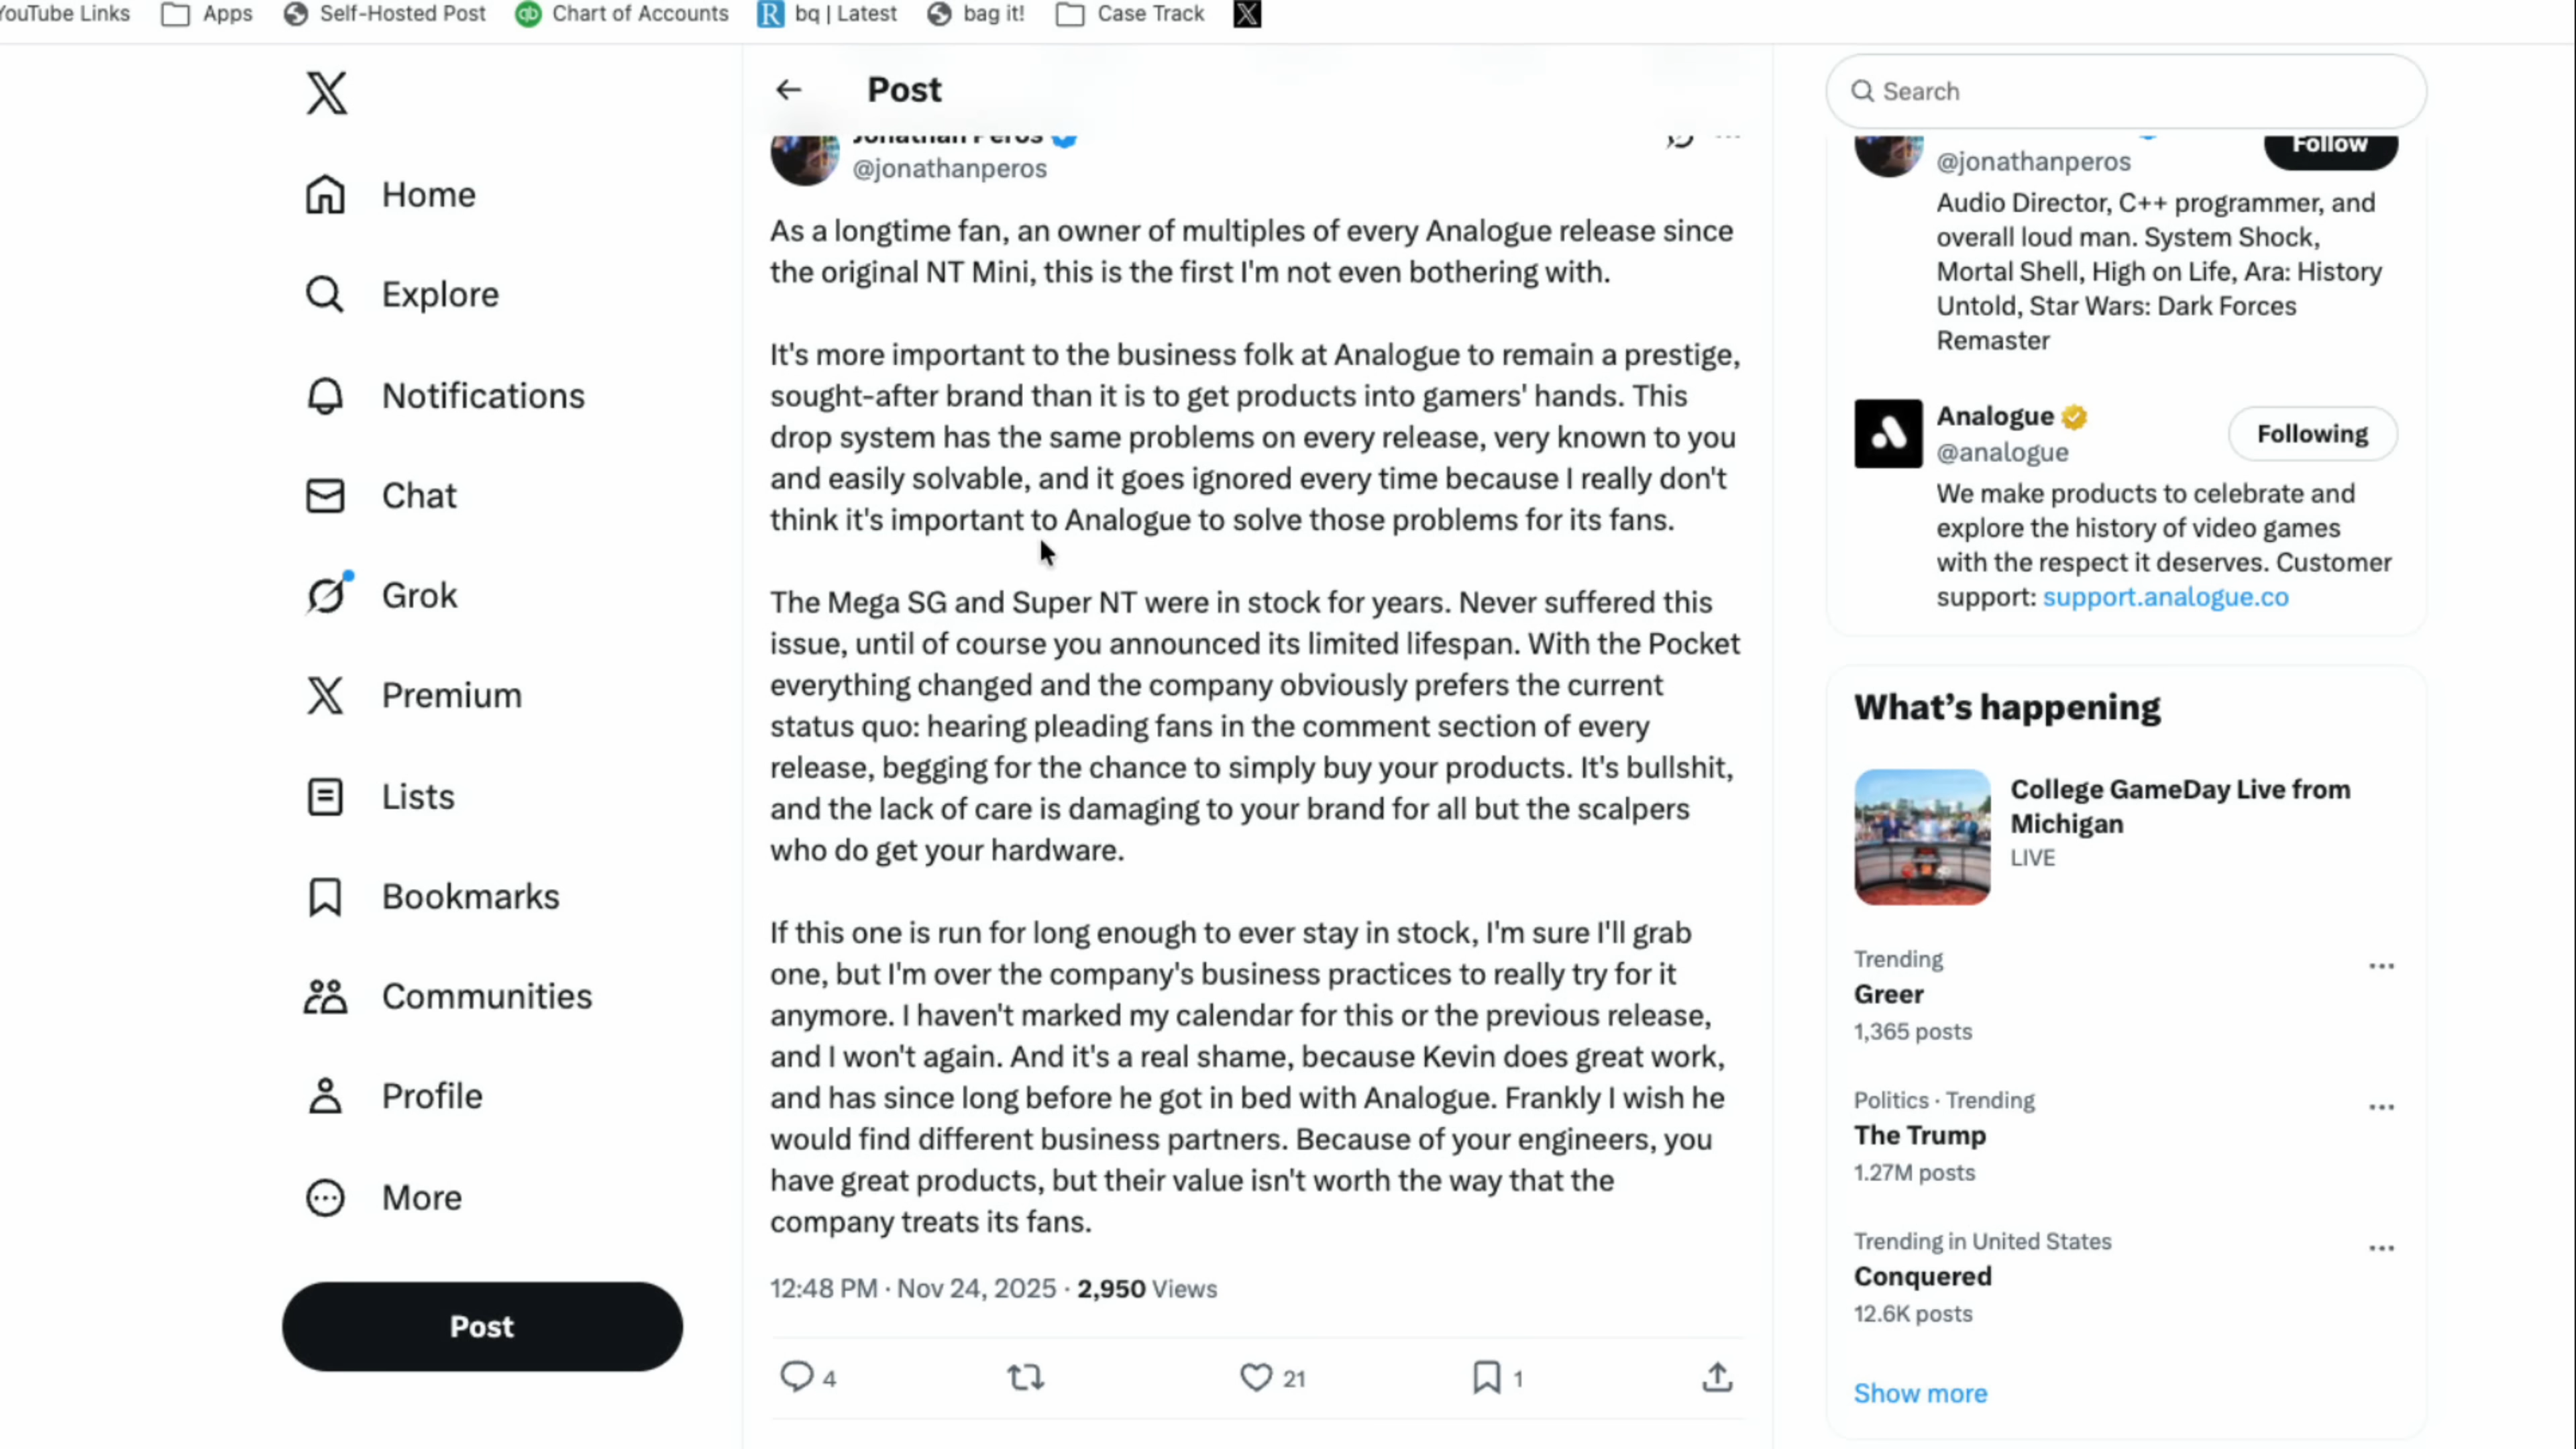 YouTube Links
Apps
Self-Hosted Post
Chart of Accounts
bq | Latest
bag it!
Case Track
Home
Explore
Notifications
Chat
Grok
Premium
Lists
Bookmarks
Communities
Profile
More
Post
Post
Jonathan Peros
@jonathanperos
As a longtime fan, an owner of multiples of every Analogue release since
the original NT Mini, this is the first I'm not even bothering with.
It's more important to the business folk at Analogue to remain a prestige,
sought-after brand than it is to get products into gamers' hands. This
drop system has the same problems on every release, very known to you
and easily solvable, and it goes ignored every time because I really don't
think it's important to Analogue to solve those problems for its fans.
The Mega SG and Super NT were in stock for years. Never suffered this
issue, until of course you announced its limited lifespan. With the Pocket
everything changed and the company obviously prefers the current
status quo: hearing pleading fans in the comment section of every
release, begging for the chance to simply buy your products. It's bullshit,
and the lack of care is damaging to your brand for all but the scalpers
who do get your hardware.
If this one is run for long enough to ever stay in stock, I'm sure I'll grab
one, but I'm over the company's business practices to really try for it
anymore. I haven't marked my calendar for this or the previous release,
and I won't again. And it's a real shame, because Kevin does great work,
and has since long before he got in bed with Analogue. Frankly I wish he
would find different business partners. Because of your engineers, you
have great products, but their value isn't worth the way that the
company treats its fans.
12:48 PM · Nov 24, 2025 · 2,950 Views
4
21
1
Search
Follow
@jonathanperos
Audio Director, C++ programmer, and
overall loud man. System Shock,
Mortal Shell, High on Life, Ara: History
Untold, Star Wars: Dark Forces
Remaster
Analogue
Following
@analogue
We make products to celebrate and
explore the history of video games
with the respect it deserves. Customer
support: support.analogue.co
What's happening
College GameDay Live from
Michigan
LIVE
Trending
Greer
1,365 posts
Politics · Trending
The Trump
1.27M posts
Trending in United States
Conquered
12.6K posts
Show more